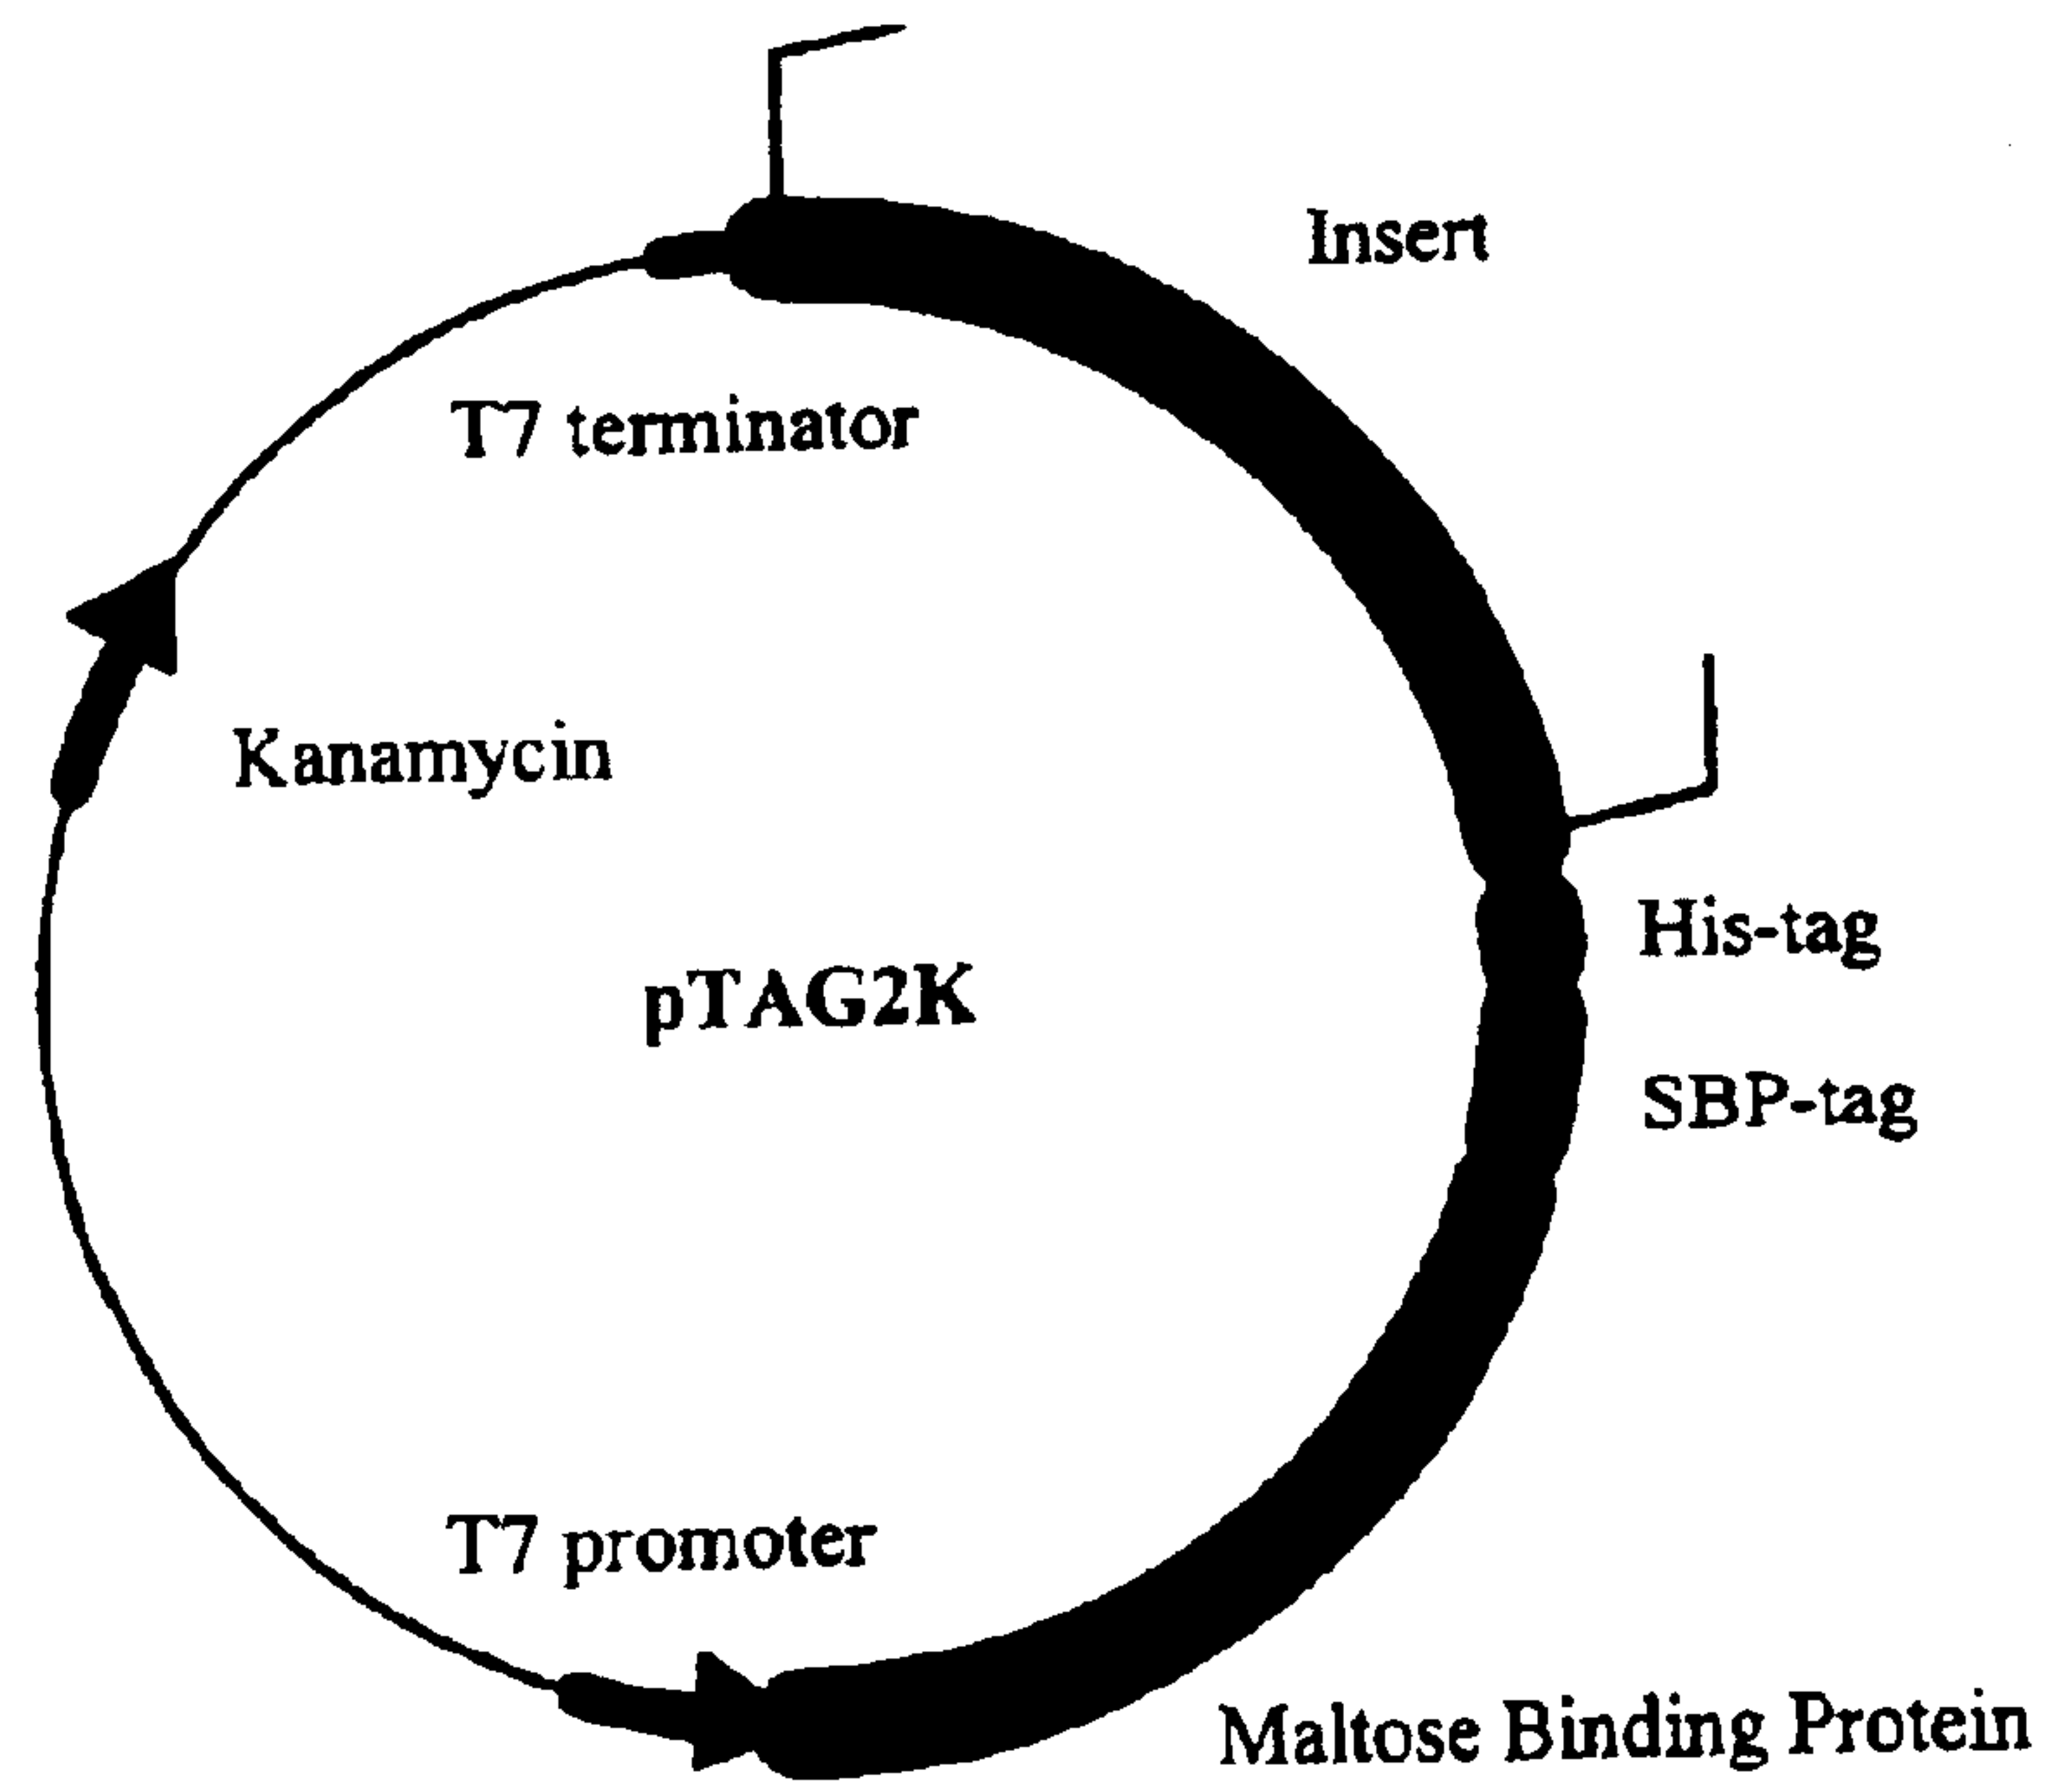 Insert
T7 terminator
Kanamycin
His-tag
pTAG2K
SBP-tag
T7 promoter
Maltose Binding Protein